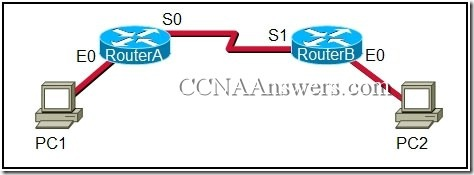 S0
S1
E0
RouterA
RouterB
E0
CCNAAnswers.com
PC1
PC2